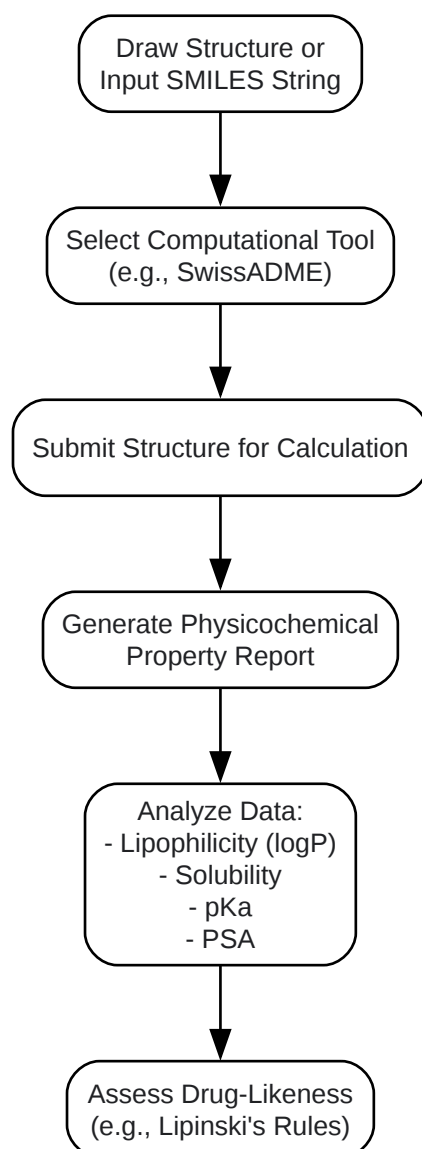 Draw Structure or
Input SMILES String
Select Computational Tool
(e.g., SwissADME)
Submit Structure for Calculation
Generate Physicochemical
Property Report
Analyze Data:
- Lipophilicity (logP)
- Solubility
- pKa
- PSA
Assess Drug-Likeness
(e.g., Lipinski's Rules)